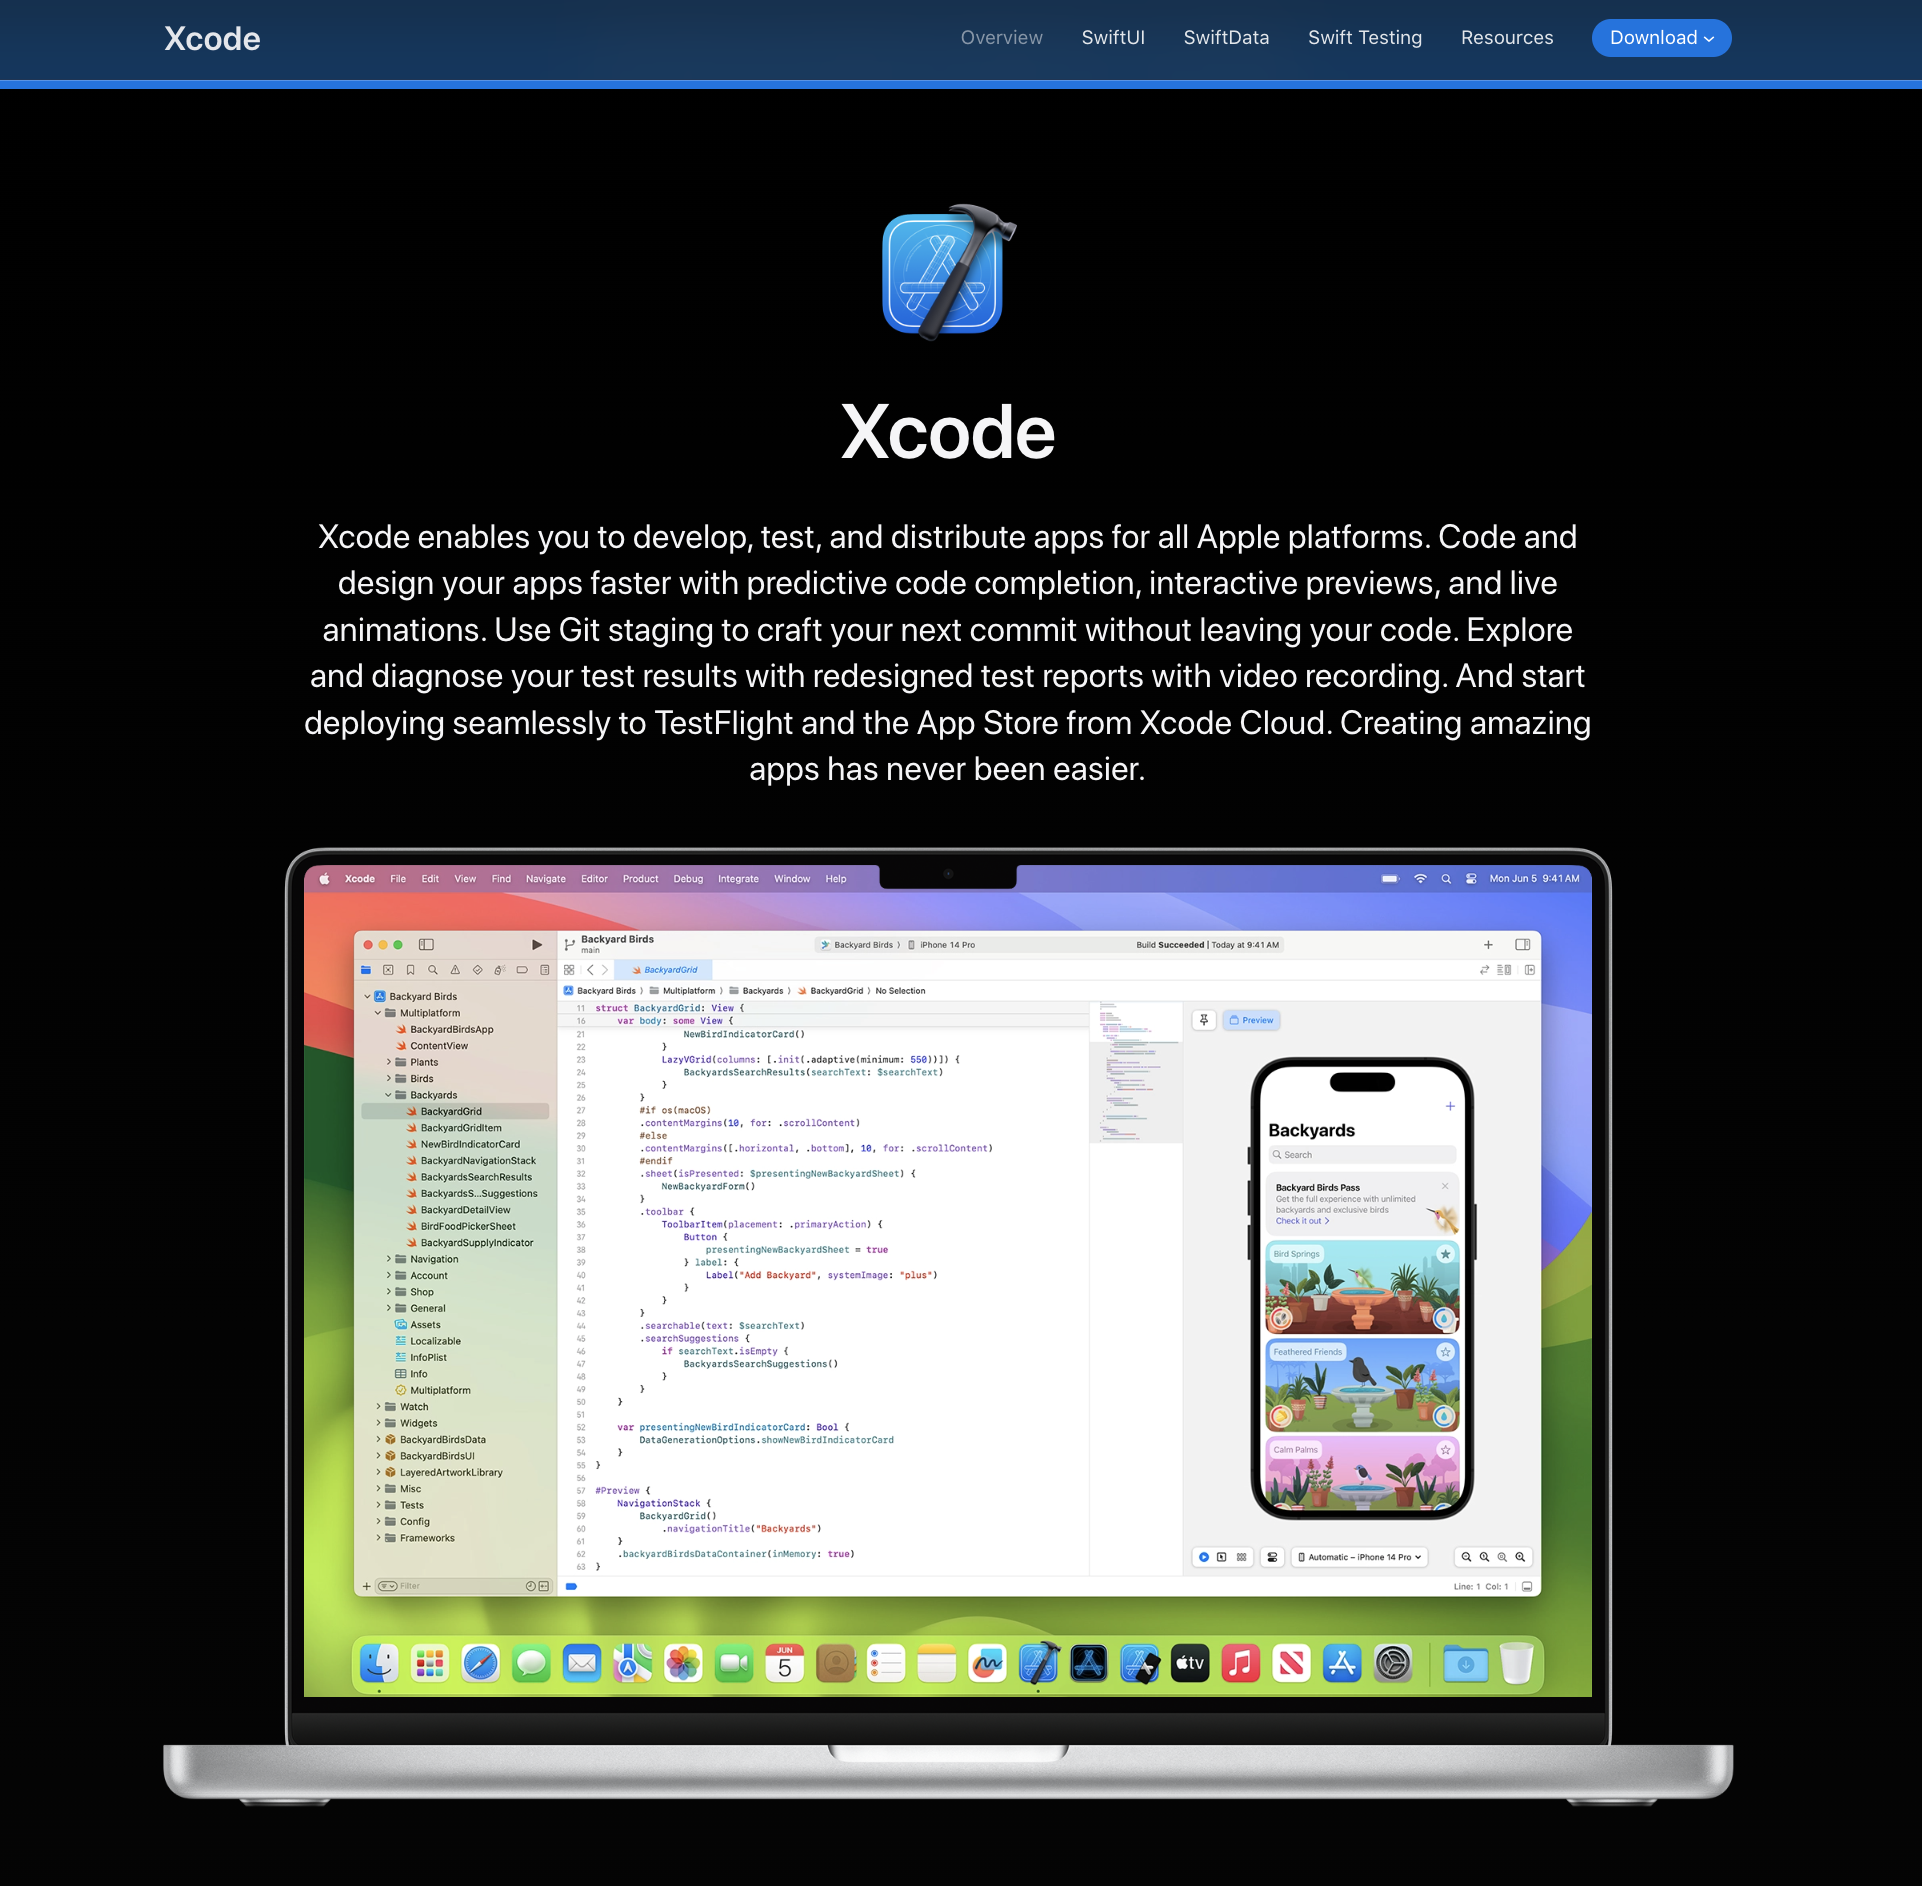 Xcode
Overview
SwiftUI
SwiftData
Swift Testing
Resources
Download
Xcode
Xcode enables you to develop, test, and distribute apps for all Apple platforms. Code and
design your apps faster with predictive code completion, interactive previews, and live
animations. Use Git staging to craft your next commit without leaving your code. Explore
and diagnose your test results with redesigned test reports with video recording. And start
deploying seamlessly to TestFlight and the App Store from Xcode Cloud. Creating amazing
apps has never been easier.
Xcode File Edit View Find Navigate Editor Product Debug Integrate Window Help
Mon Jun 5 9:41 AM
Backyard Birds
main
Backyard Birds iPhone 14 Pro
Build Succeeded | Today at 9:41 AM
BackyardGrid
Backyard Birds Multiplatform Backyards BackyardGrid No Selection
Backyard Birds
Multiplatform
BackyardBirdsApp
ContentView
Plants
Birds
Backyards
BackyardGrid
BackyardGridItem
NewBirdIndicatorCard
BackyardNavigationStack
BackyardsSearchResults
BackyardsS...Suggestions
BackyardDetailView
BirdFoodPickerSheet
BackyardSupplyIndicator
Navigation
Account
Shop
General
Assets
Localizable
InfoPlist
Info
Multiplatform
Watch
Widgets
BackyardBirdsData
BackyardBirdsUI
LayeredArtworkLibrary
Misc
Tests
Config
Frameworks
Filter
11 struct BackyardGrid: View {
16 var body: some View {
21 NewBirdIndicatorCard()
22 }
23 LazyVGrid(columns: [.init(.adaptive(minimum: 550))]) {
24 BackyardsSearchResults(searchText: $searchText)
25 }
26 }
27 #if os(macOS)
28 .contentMargins(10, for: .scrollContent)
29 #else
30 .contentMargins([.horizontal, .bottom], 10, for: .scrollContent)
31 #endif
32 .sheet(isPresented: $presentingNewBackyardSheet) {
33 NewBackyardForm()
34 }
35 .toolbar {
36 ToolbarItem(placement: .primaryAction) {
37 Button {
38 presentingNewBackyardSheet = true
39 } label: {
40 Label("Add Backyard", systemImage: "plus")
41 }
42 }
43 }
44 .searchable(text: $searchText)
45 .searchSuggestions {
46 if searchText.isEmpty {
47 BackyardsSearchSuggestions()
48 }
49 }
50 }
51
52 var presentingNewBirdIndicatorCard: Bool {
53 DataGenerationOptions.showNewBirdIndicatorCard
54 }
55 }
56
57 #Preview {
58 NavigationStack {
59 BackyardGrid()
60 .navigationTitle("Backyards")
61 }
62 .backyardBirdsDataContainer(inMemory: true)
63 }
Preview
Backyards
Search
Backyard Birds Pass
Get the full experience with unlimited
backyards and exclusive birds
Check it out >
Bird Springs
Feathered Friends
Calm Palms
Automatic – iPhone 14 Pro
Line: 1 Col: 1
JUN
5
tv